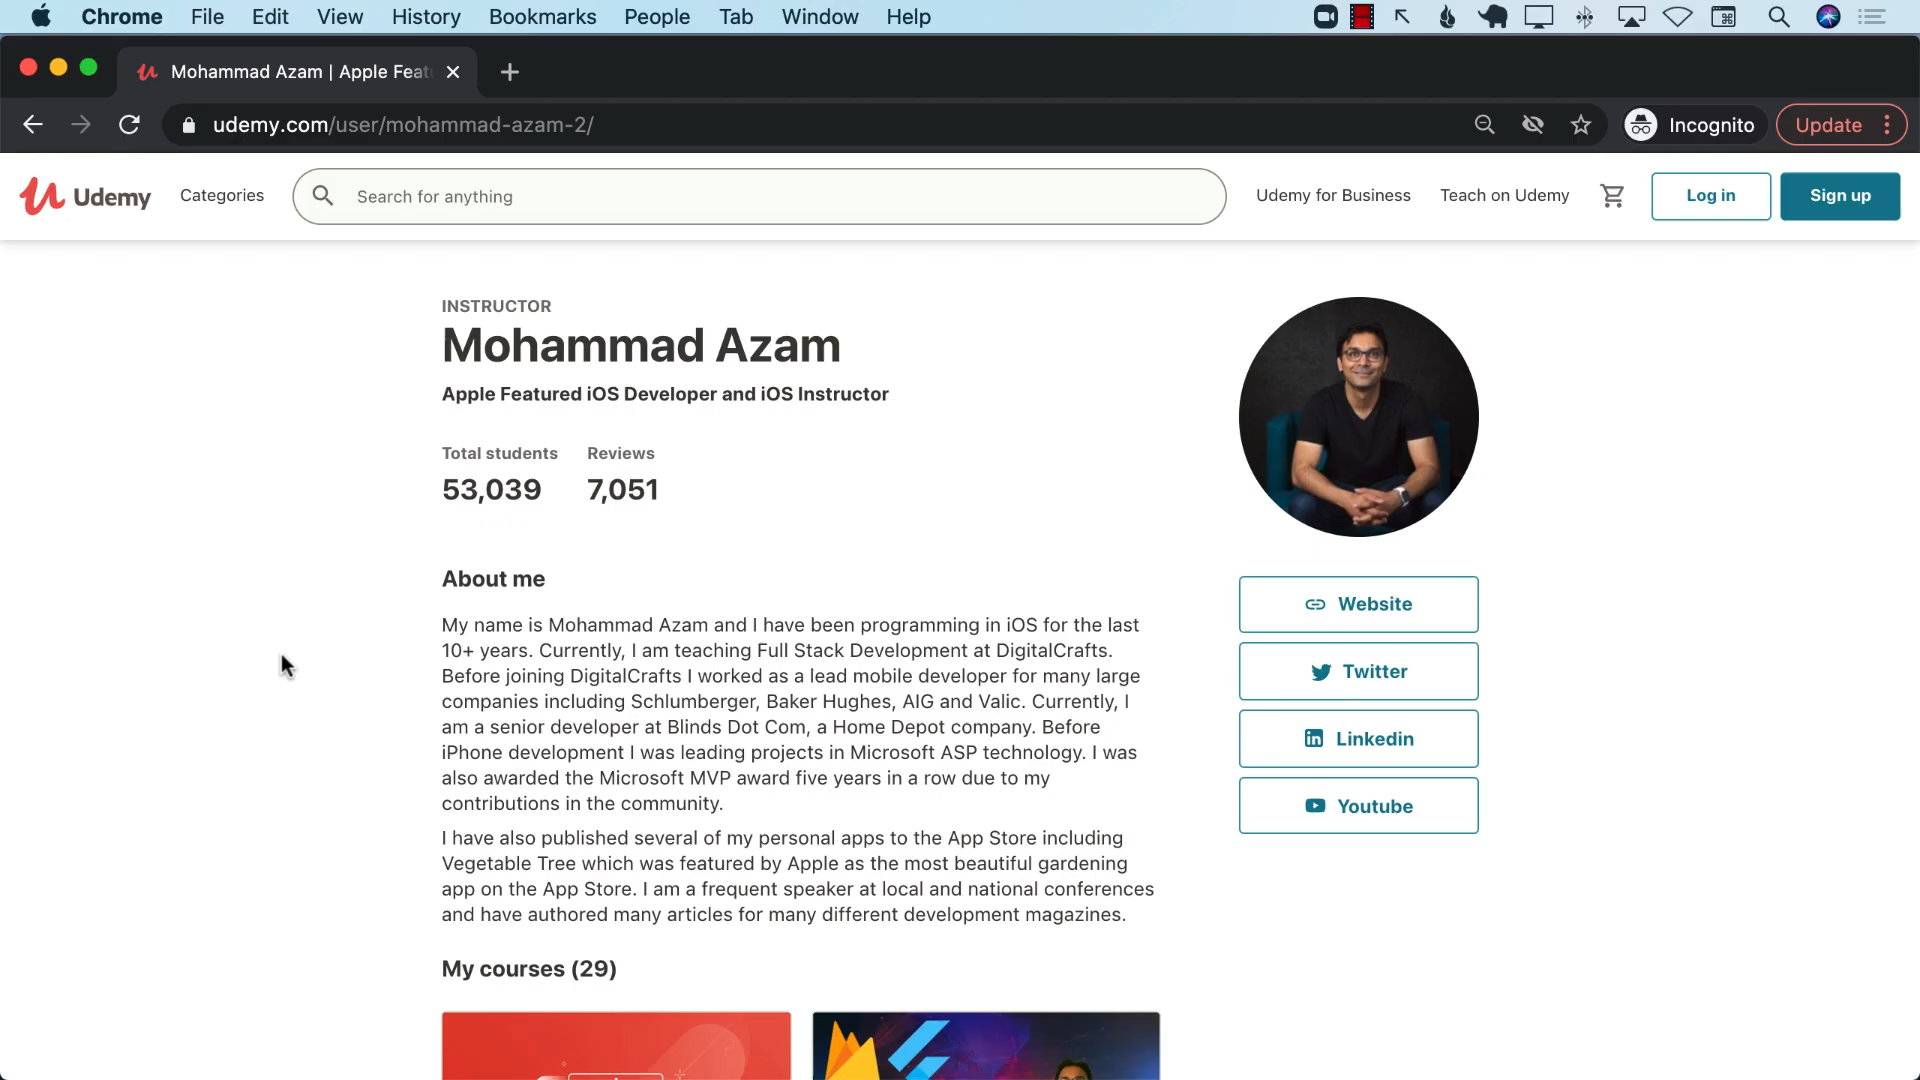 Chrome File Edit View History Bookmarks People Tab Window Help
Mohammad Azam | Apple Feat
udemy.com/user/mohammad-azam-2/
Incognito
Update
Udemy
Categories
Search for anything
Udemy for Business
Teach on Udemy
Log in
Sign up
INSTRUCTOR
Mohammad Azam
Apple Featured iOS Developer and iOS Instructor
Total students Reviews
53,039 7,051
About me
My name is Mohammad Azam and I have been programming in iOS for the last
10+ years. Currently, I am teaching Full Stack Development at DigitalCrafts.
Before joining DigitalCrafts I worked as a lead mobile developer for many large
companies including Schlumberger, Baker Hughes, AIG and Valic. Currently, I
am a senior developer at Blinds Dot Com, a Home Depot company. Before
iPhone development I was leading projects in Microsoft ASP technology. I was
also awarded the Microsoft MVP award five years in a row due to my
contributions in the community.
I have also published several of my personal apps to the App Store including
Vegetable Tree which was featured by Apple as the most beautiful gardening
app on the App Store. I am a frequent speaker at local and national conferences
and have authored many articles for many different development magazines.
My courses (29)
Website
Twitter
Linkedin
Youtube